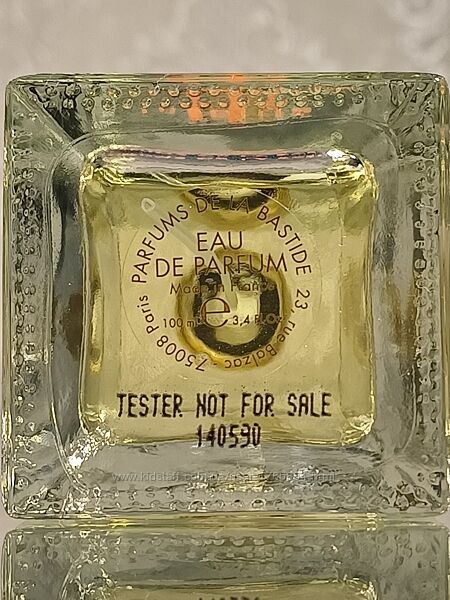 PARFUMS DE LA BASTIDE 23, rue Balzac - 75008 Paris
EAU
DE PARFUM
Made in France
100 ml e 3,4 Fl.Oz
TESTER NOT FOR SALE
140590